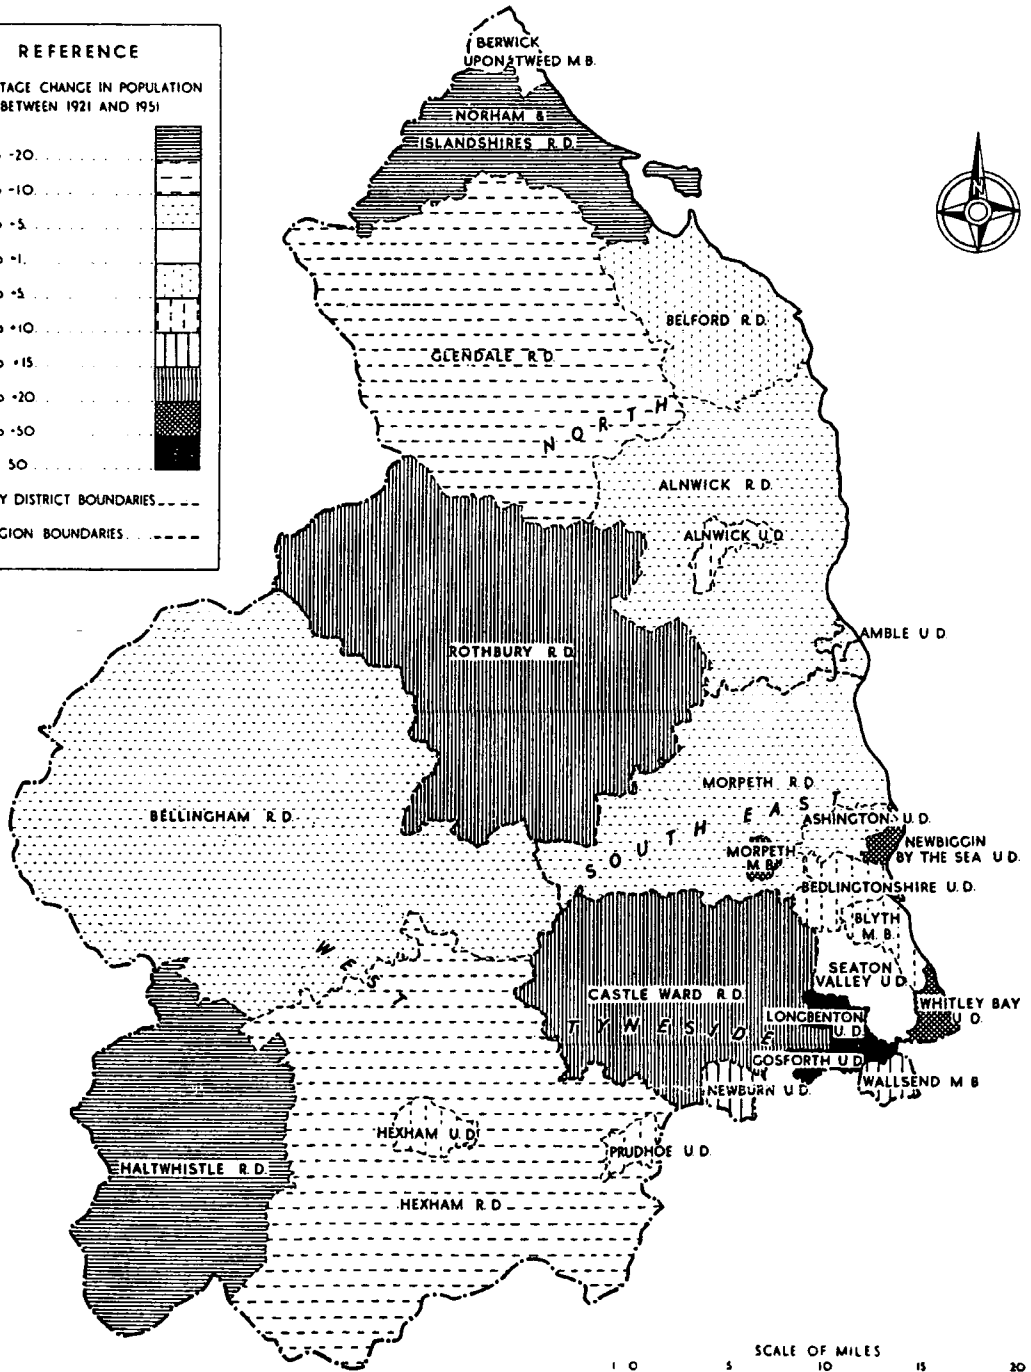 REFERENCE
TAGE CHANGE IN POPULATION
BETWEEN 1921 AND 1951
-20
-10
-5
-1
+5
+10
+15
+20
+50
50
Y DISTRICT BOUNDARIES
GION BOUNDARIES
BERWICK
UPON TWEED M.B.
NORHAM &
ISLANDSHIRES R.D.
N
BELFORD R.D.
GLENDALE R.D.
NORTH
ALNWICK R.D.
ALNWICK U.D.
AMBLE U.D.
ROTHBURY R.D.
MORPETH R.D.
BELLINGHAM R.D.
SOUTH EAST
ASHINGTON U.D.
NEWBIGGIN
BY THE SEA U.D.
MORPETH
M.B.
BEDLINGTONSHIRE U.D.
BLYTH
M.B.
WEST
SEATON
VALLEY U.D.
CASTLE WARD R.D.
WHITLEY BAY
U.D.
LONGBENTON
U.D.
TYNESIDE
GOSFORTH U.D.
NEWBURN U.D.
WALLSEND M.B.
HEXHAM U.D.
PRUDHOE U.D.
HALTWHISTLE R.D.
HEXHAM R.D.
SCALE OF MILES
1 0 5 10 15 20